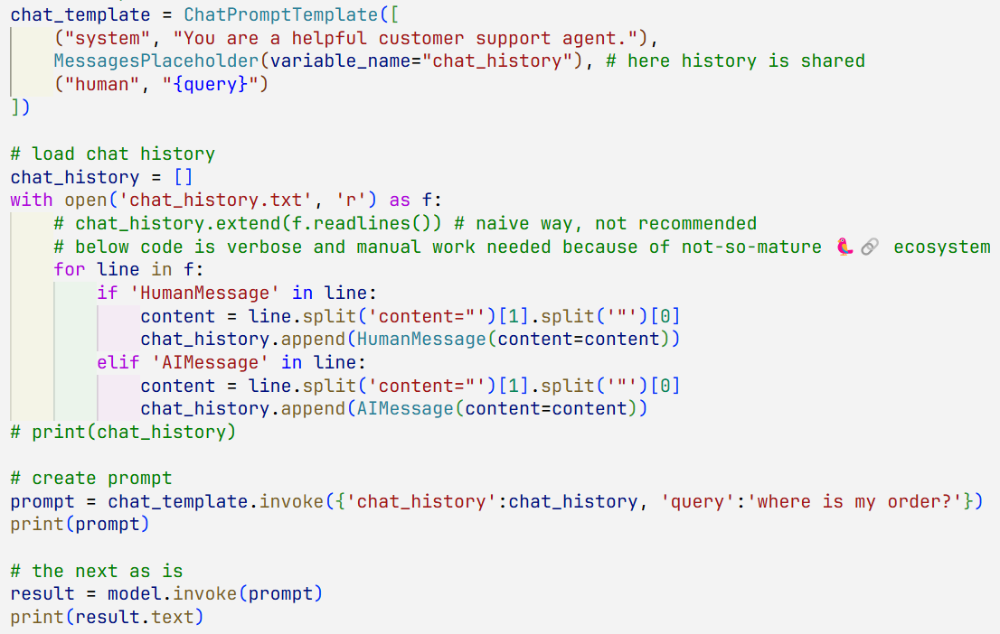 chat_template = ChatPromptTemplate([
    ("system", "You are a helpful customer support agent."),
    MessagesPlaceholder(variable_name="chat_history"), # here history is shared
    ("human", "{query}")
])

# load chat history
chat_history = []
with open('chat_history.txt', 'r') as f:
    # chat_history.extend(f.readlines()) # naive way, not recommended
    # below code is verbose and manual work needed because of not-so-mature 🦜🔗 ecosystem
    for line in f:
        if 'HumanMessage' in line:
            content = line.split('content="')[1].split('"')[0]
            chat_history.append(HumanMessage(content=content))
        elif 'AIMessage' in line:
            content = line.split('content="')[1].split('"')[0]
            chat_history.append(AIMessage(content=content))
# print(chat_history)

# create prompt
prompt = chat_template.invoke({'chat_history':chat_history, 'query':'where is my order?'})
print(prompt)

# the next as is
result = model.invoke(prompt)
print(result.text)